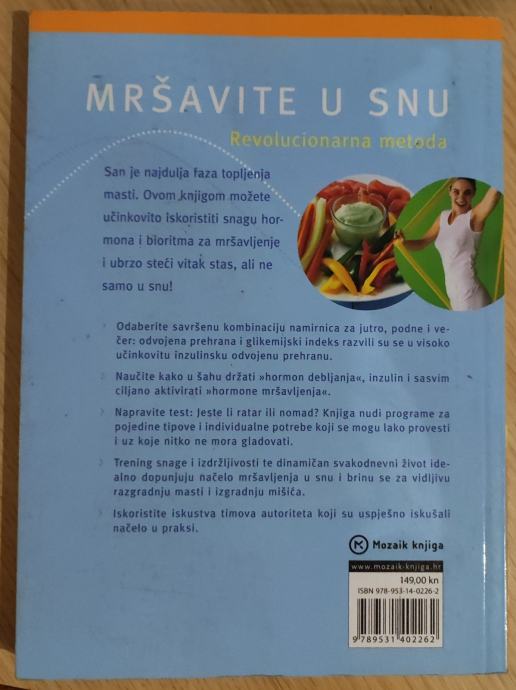 MRŠAVITE U SNU
Revolucionarna metoda
San je najdulja faza topljenja
masti. Ovom knjigom možete
učinkovito iskoristiti snagu hor-
mona i bioritma za mršavljenje
i ubrzo steći vitak stas, ali ne
samo u snu!
Odaberite savršenu kombinaciju namirnica za jutro, podne i ve-
čer: odvojena prehrana i glikemijski indeks razvili su se u visoko
učinkovitu inzulinsku odvojenu prehranu.
Naučite kako u šahu držati »hormon debljanja«, inzulin i sasvim
ciljano aktivirati »hormone mršavljenja«.
Napravite test: Jeste li ratar ili nomad? Knjiga nudi programe za
pojedine tipove i individualne potrebe koji se mogu lako provesti
i uz koje nitko ne mora gladovati.
Trening snage i izdržljivosti te dinamičan svakodnevni život ide-
alno dopunjuju načelo mršavljenja u snu i brinu se za vidljivu
razgradnju masti i izgradnju mišića.
Iskoristite iskustva timova autoriteta koji su uspješno iskušali
načelo u praksi.
Mozaik knjiga
www.mozaik-knjiga.hr
149,00 kn
ISBN 978-953-14-0226-2
9789531402262